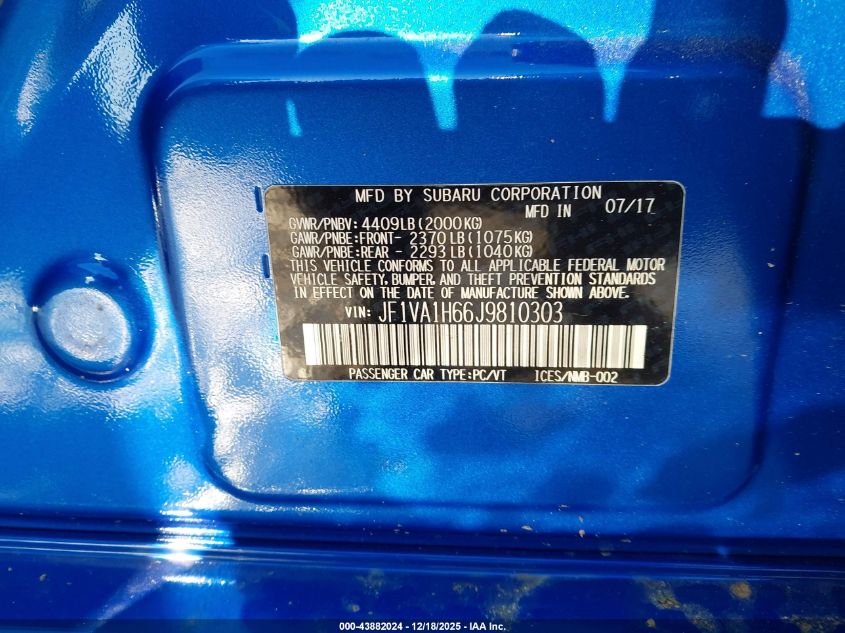 MFD BY SUBARU CORPORATION
MFD IN 07/17
GVWR/PNBV: 4409LB(2000KG)
GAWR/PNBE:FRONT- 2370LB(1075KG)
GAWR/PNBE:REAR - 2293LB(1040KG)
THIS VEHICLE CONFORMS TO ALL APPLICABLE FEDERAL MOTOR
VEHICLE SAFETY, BUMPER, AND THEFT PREVENTION STANDARDS
IN EFFECT ON THE DATE OF MANUFACTURE SHOWN ABOVE.
VIN: JF1VA1H66J9810303
PASSENGER CAR TYPE:PC/VT ICES/NMB-002
000-43882024 - 12/18/2025 - IAA Inc.